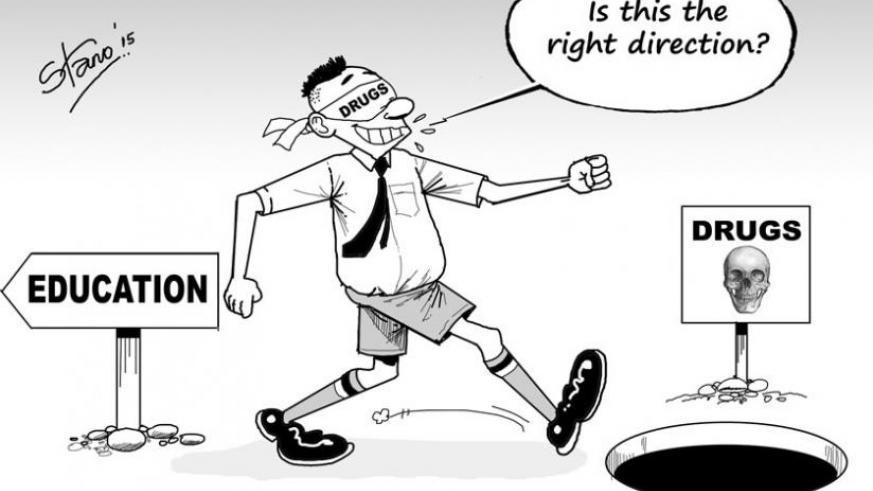 Stano '15
Is this the
right direction?
DRUGS
EDUCATION
DRUGS